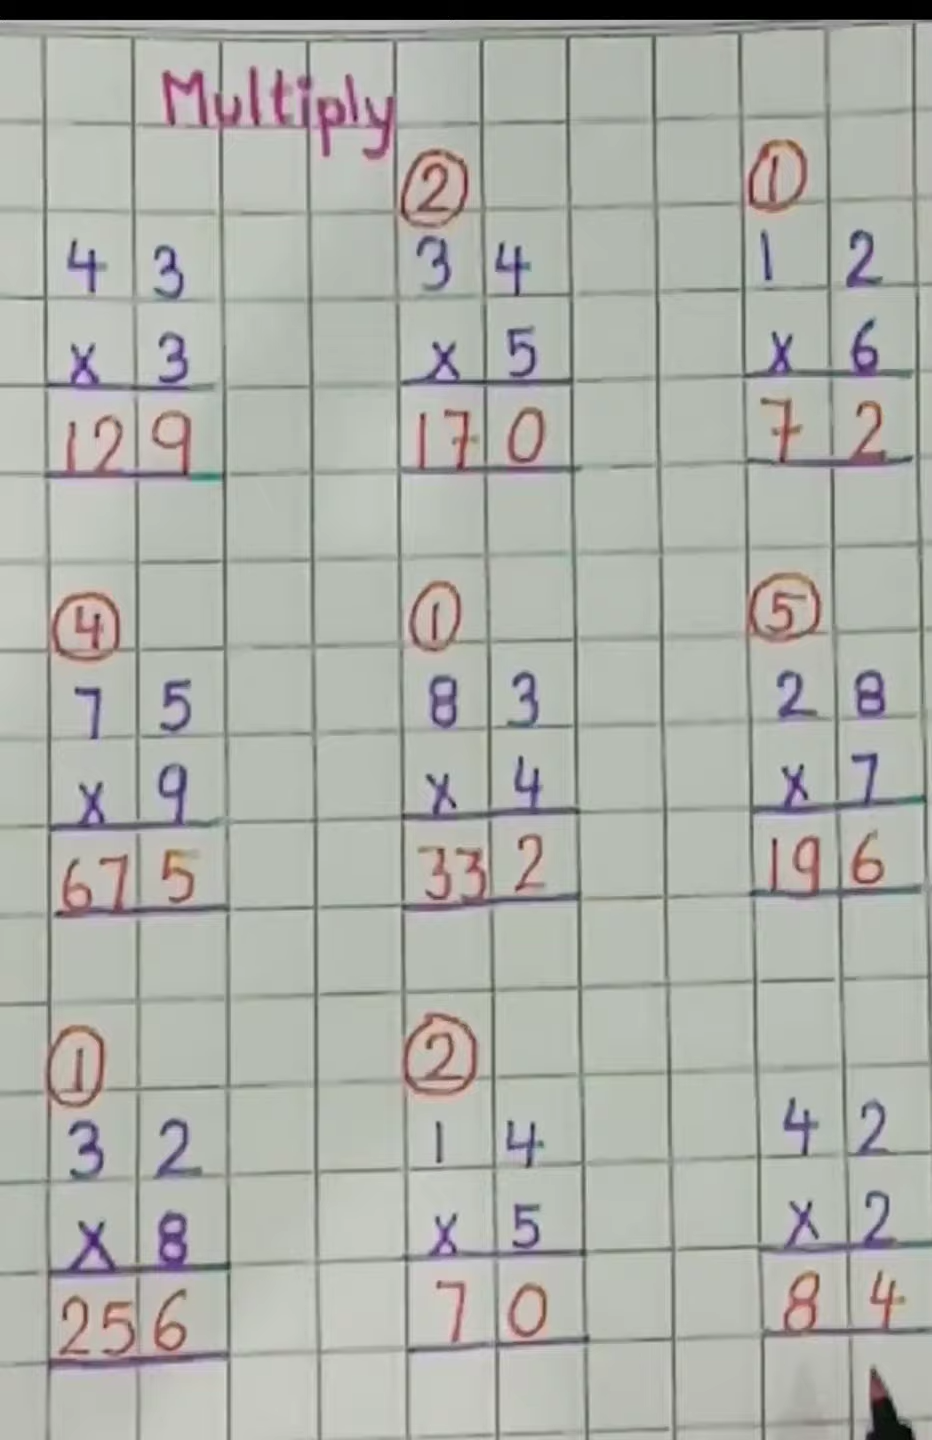 Multiply
② ①
4 3 3 4 1 2
x 3 x 5 x 6
129 170 72
④ ① ⑤
7 5 8 3 2 8
x 9 x 4 x 7
675 332 196
① ②
3 2 1 4 4 2
x 8 x 5 x 2
256 70 84